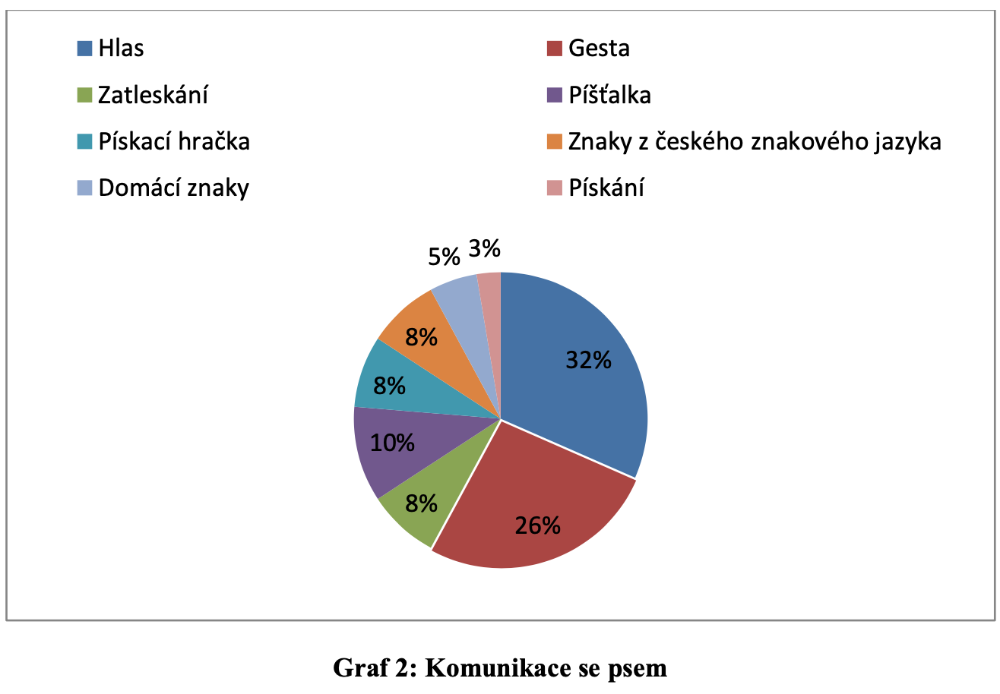 Hlas
Gesta
Zatleskání
Píšťalka
Pískací hračka
Znaky z českého znakového jazyka
Domácí znaky
Pískání
5%
3%
8%
32%
8%
10%
8%
26%
Graf 2: Komunikace se psem